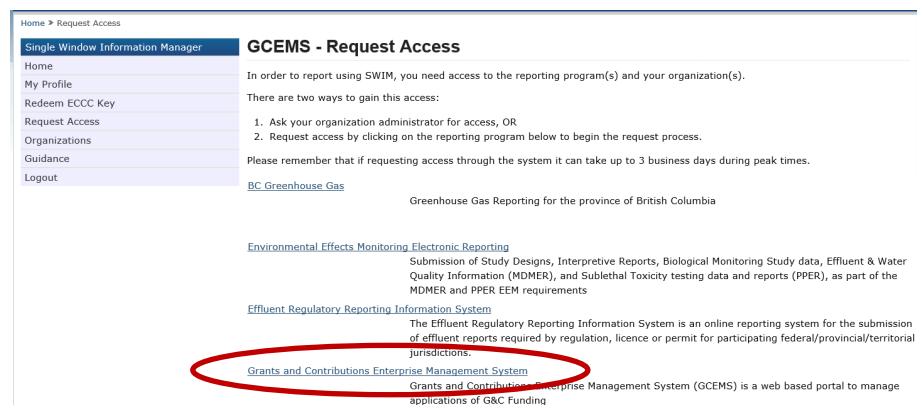 Home > Request Access
Single Window Information Manager
Home
My Profile
Redeem ECCC Key
Request Access
Organizations
Guidance
Logout
GCEMS - Request Access
In order to report using SWIM, you need access to the reporting program(s) and your organization(s).
There are two ways to gain this access:
1. Ask your organization administrator for access, OR
2. Request access by clicking on the reporting program below to begin the request process.
Please remember that if requesting access through the system it can take up to 3 business days during peak times.
BC Greenhouse Gas
Greenhouse Gas Reporting for the province of British Columbia
Environmental Effects Monitoring Electronic Reporting
Submission of Study Designs, Interpretive Reports, Biological Monitoring Study data, Effluent & Water
Quality Information (MDMER), and Sublethal Toxicity testing data and reports (PPER), as part of the
MDMER and PPER EEM requirements
Effluent Regulatory Reporting Information System
The Effluent Regulatory Reporting Information System is an online reporting system for the submission
of effluent reports required by regulation, licence or permit for participating federal/provincial/territorial
jurisdictions.
Grants and Contributions Enterprise Management System
Grants and Contributions Enterprise Management System (GCEMS) is a web based portal to manage
applications of G&C Funding